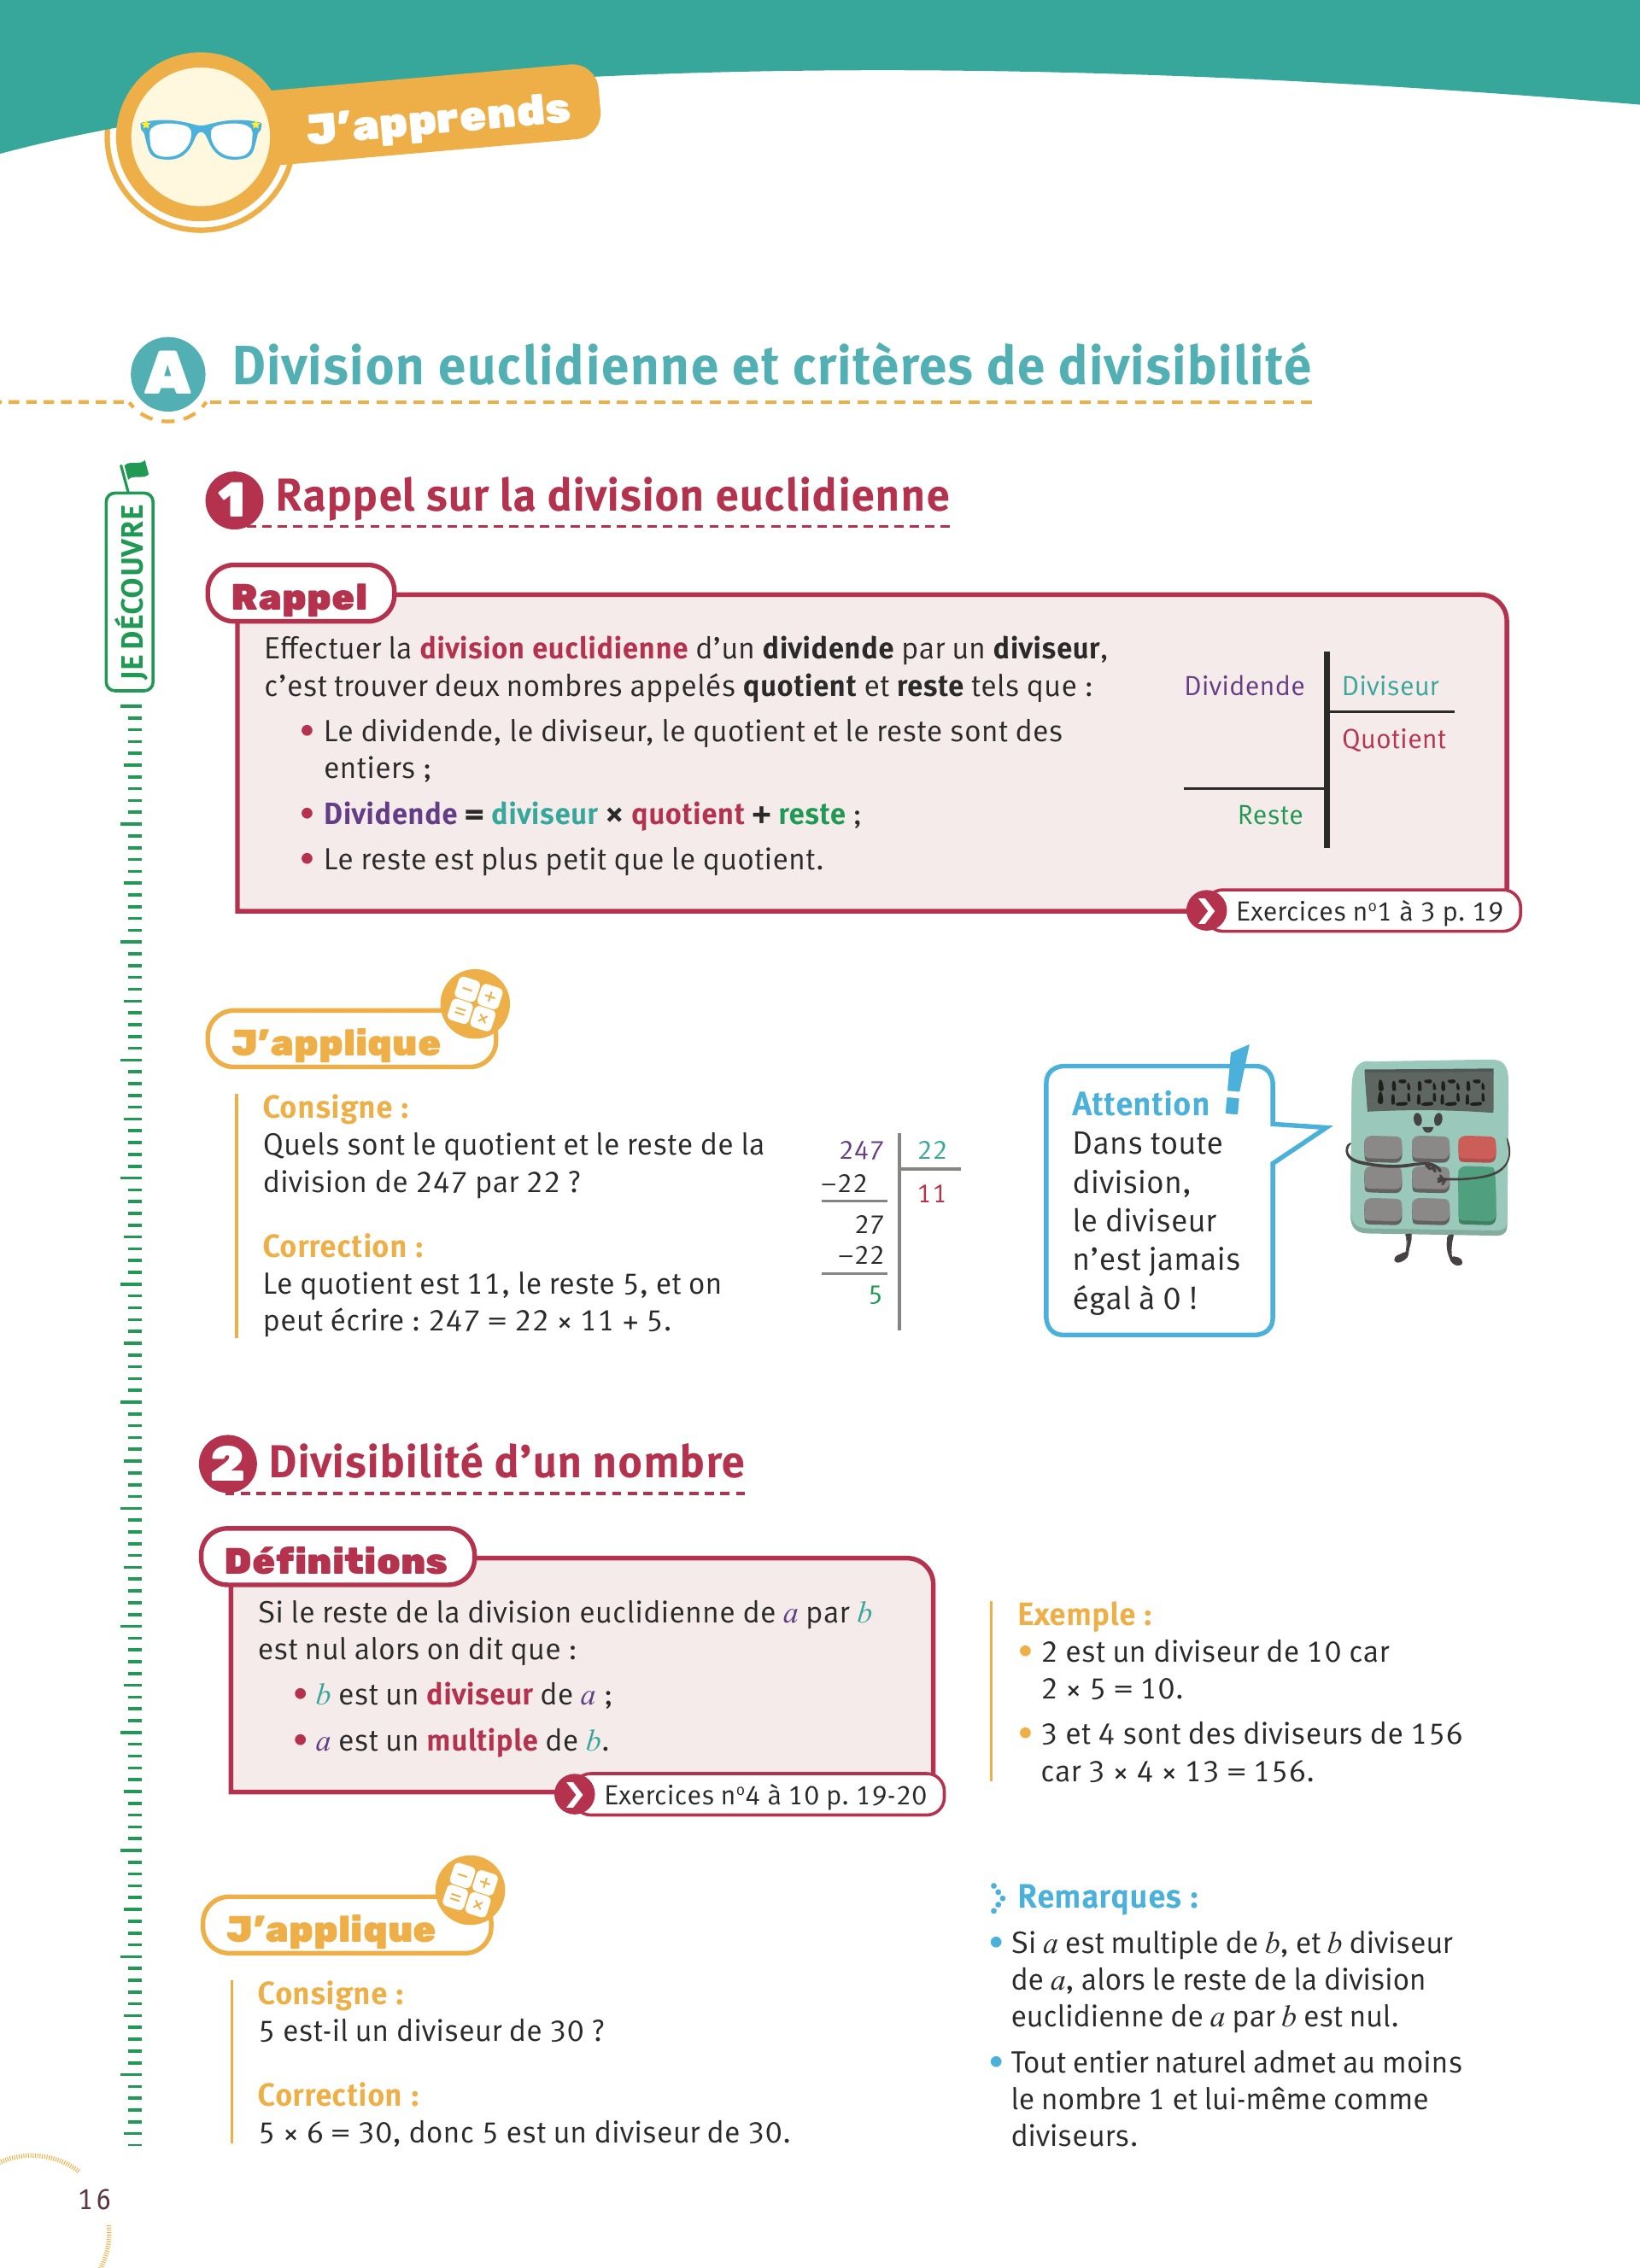 J'apprends
A Division euclidienne et critères de divisibilité
JE DÉCOUVRE
1 Rappel sur la division euclidienne
Rappel
Effectuer la division euclidienne d'un dividende par un diviseur,
c'est trouver deux nombres appelés quotient et reste tels que :
• Le dividende, le diviseur, le quotient et le reste sont des
entiers ;
• Dividende = diviseur × quotient + reste ;
• Le reste est plus petit que le quotient.
Dividende Diviseur
Quotient
Reste
Exercices nº1 à 3 p. 19
J'applique
Consigne :
Quels sont le quotient et le reste de la
division de 247 par 22 ?
Correction :
Le quotient est 11, le reste 5, et on
peut écrire : 247 = 22 × 11 + 5.
247 22
−22 11
27
−22
5
Attention !
Dans toute
division,
le diviseur
n'est jamais
égal à 0 !
2 Divisibilité d'un nombre
Définitions
Si le reste de la division euclidienne de a par b
est nul alors on dit que :
• b est un diviseur de a ;
• a est un multiple de b.
Exercices nº4 à 10 p. 19-20
Exemple :
• 2 est un diviseur de 10 car
2 × 5 = 10.
• 3 et 4 sont des diviseurs de 156
car 3 × 4 × 13 = 156.
J'applique
Consigne :
5 est-il un diviseur de 30 ?
Correction :
5 × 6 = 30, donc 5 est un diviseur de 30.
Remarques :
• Si a est multiple de b, et b diviseur
de a, alors le reste de la division
euclidienne de a par b est nul.
• Tout entier naturel admet au moins
le nombre 1 et lui-même comme
diviseurs.
16